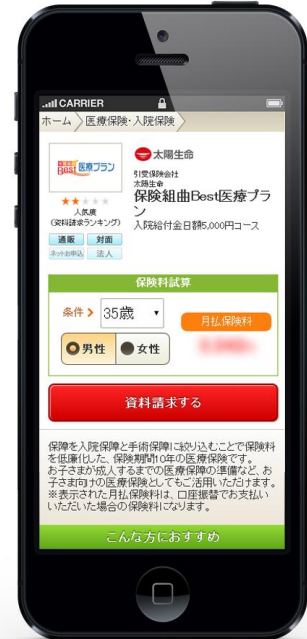 CARRIER
ホーム 医療保険・入院保険
Best 医療プラン
太陽生命
引受保険会社
太陽生命
保険組曲Best医療プラ
ン
人気度
(資料請求ランキング)
入院給付金日額5,000円コース
通販 対面
ネット申込 法人
保険料試算
条件 35歳
月払保険料
男性 女性
資料請求する
保障を入院保障と手術保障に絞り込むことで保険料
を低廉化した、保険期間10年の医療保険です。
お子さまが成人するまでの医療保障の準備など、お
子さま向けの医療保険としてもご活用いただけます。
※表示された月払保険料は、口座振替でお支払い
いただいた場合の保険料になります。
こんな方におすすめ